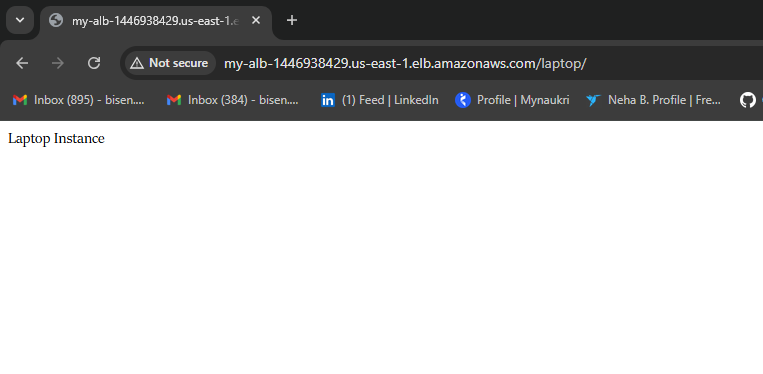 my-alb-1446938429.us-east-1.e
Not secure my-alb-1446938429.us-east-1.elb.amazonaws.com/laptop/
Inbox (895) - bisen.... Inbox (384) - bisen.... (1) Feed | LinkedIn Profile | Mynaukri Neha B. Profile | Fre...
Laptop Instance